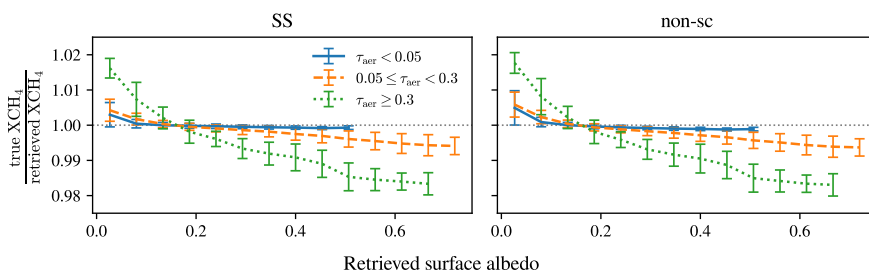 SS
non-sc
true XCH₄
retrieved XCH₄
1.02
1.01
1.00
0.99
0.98
τaer < 0.05
0.05 ≤ τaer < 0.3
τaer ≥ 0.3
0.0 0.2 0.4 0.6
0.0 0.2 0.4 0.6
Retrieved surface albedo